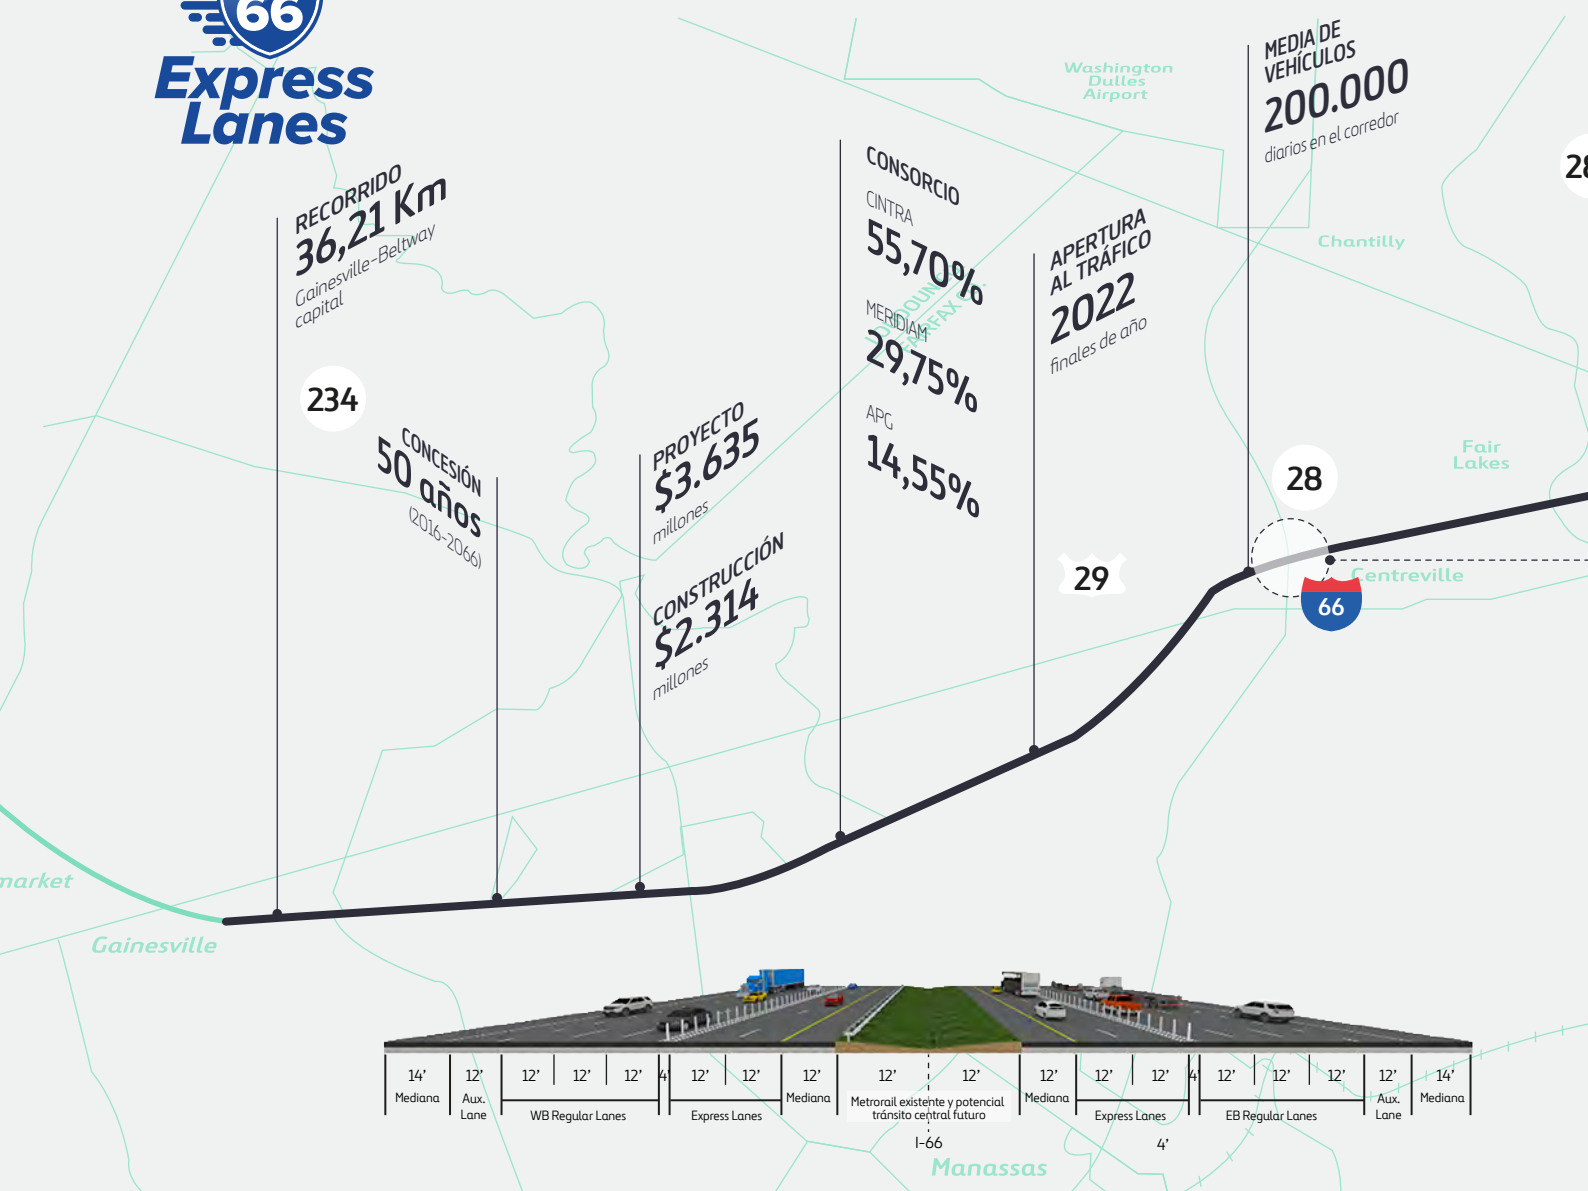 66
Express
Lanes
RECORRIDO
36,21 Km
Gainesville-Beltway
capital
234
CONCESIÓN
50 años
(2016-2066)
PROYECTO
$3.635
millones
CONSTRUCCIÓN
$2.314
millones
CONSORCIO
CINTRA
55,70%
MERIDIAM
29,75%
APG
14,55%
LOUDOUN CO.
FAIRFAX CO.
APERTURA
AL TRÁFICO
2022
finales de año
Washington
Dulles
Airport
MEDIA DE
VEHÍCULOS
200.000
diarios en el corredor
28
Chantilly
Fair
Lakes
28
29
Centreville
66
market
Gainesville
14’ 12’ 12’ 12’ 12’ 4’ 12’ 12’ 12’ 12’ 12’ 12’ 12’ 12’ 4’ 12’ 12’ 12’ 12’ 14’
Mediana
Aux.
Lane
WB Regular Lanes
Express Lanes
Mediana
Metrorail existente y potencial
tránsito central futuro
Mediana
Express Lanes
EB Regular Lanes
Aux.
Lane
Mediana
I-66
4’
Manassas